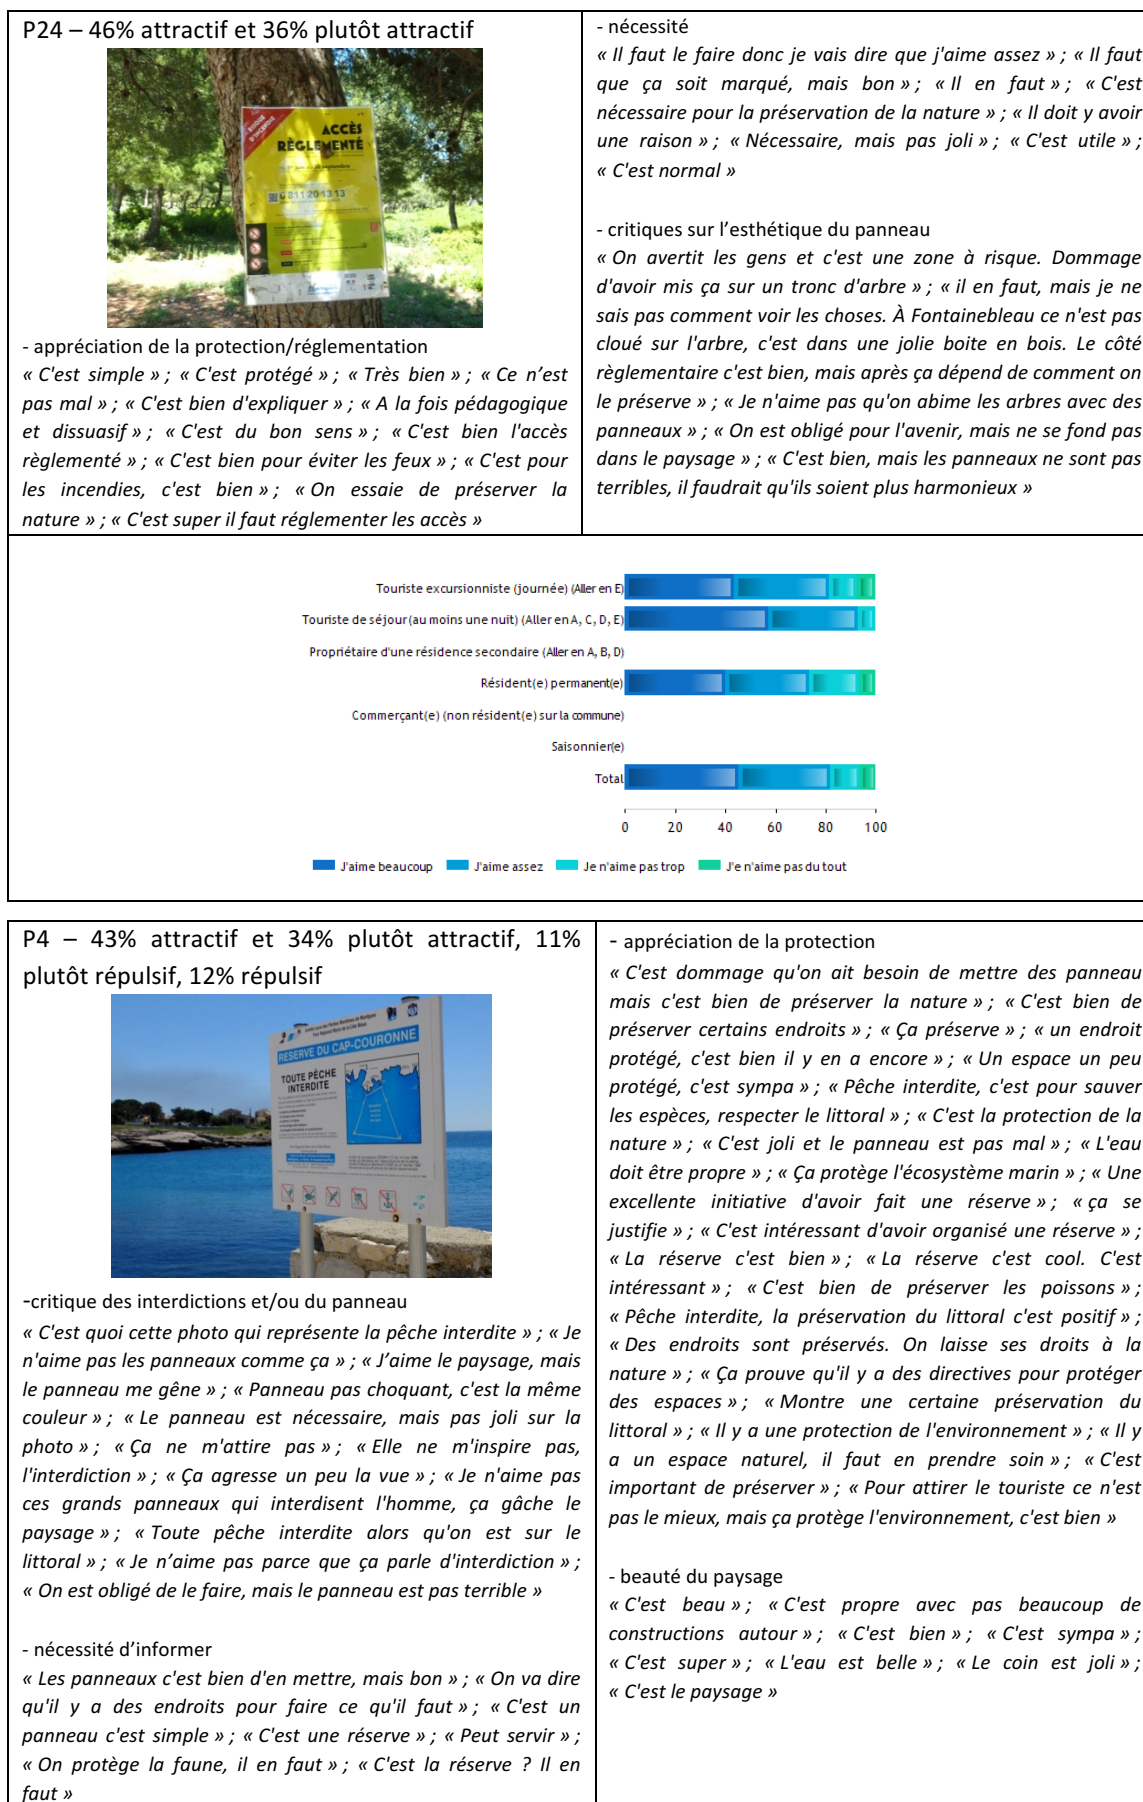 P24 – 46% attractif et 36% plutôt attractif
RISQUE
D'INCENDIE
ACCÈS
RÈGLEMENTÉ
0 811 20 13 13
- appréciation de la protection/réglementation
« C'est simple » ; « C'est protégé » ; « Très bien » ; « Ce n'est
pas mal » ; « C'est bien d'expliquer » ; « A la fois pédagogique
et dissuasif » ; « C'est du bon sens » ; « C'est bien l'accès
règlementé » ; « C'est bien pour éviter les feux » ; « C'est pour
les incendies, c'est bien » ; « On essaie de préserver la
nature » ; « C'est super il faut réglementer les accès »
- nécessité
« Il faut le faire donc je vais dire que j'aime assez » ; « Il faut
que ça soit marqué, mais bon » ; « Il en faut » ; « C'est
nécessaire pour la préservation de la nature » ; « Il doit y avoir
une raison » ; « Nécessaire, mais pas joli » ; « C'est utile » ;
« C'est normal »
- critiques sur l'esthétique du panneau
« On avertit les gens et c'est une zone à risque. Dommage
d'avoir mis ça sur un tronc d'arbre » ; « il en faut, mais je ne
sais pas comment voir les choses. À Fontainebleau ce n'est pas
cloué sur l'arbre, c'est dans une jolie boite en bois. Le côté
règlementaire c'est bien, mais après ça dépend de comment on
le préserve » ; « Je n'aime pas qu'on abime les arbres avec des
panneaux » ; « On est obligé pour l'avenir, mais ne se fond pas
dans le paysage » ; « C'est bien, mais les panneaux ne sont pas
terribles, il faudrait qu'ils soient plus harmonieux »
Touriste excursionniste (journée) (Aller en E)
Touriste de séjour (au moins une nuit) (Aller en A, C, D, E)
Propriétaire d'une résidence secondaire (Aller en A, B, D)
Résident(e) permanent(e)
Commerçant(e) (non résident(e) sur la commune)
Saisonnier(e)
Total
0 20 40 60 80 100
J'aime beaucoup J'aime assez Je n'aime pas trop J'e n'aime pas du tout
P4 – 43% attractif et 34% plutôt attractif, 11%
plutôt répulsif, 12% répulsif
RESERVE DU CAP-COURONNE
TOUTE PÊCHE
INTERDITE
-critique des interdictions et/ou du panneau
« C'est quoi cette photo qui représente la pêche interdite » ; « Je
n'aime pas les panneaux comme ça » ; « J'aime le paysage, mais
le panneau me gêne » ; « Panneau pas choquant, c'est la même
couleur » ; « Le panneau est nécessaire, mais pas joli sur la
photo » ; « Ça ne m'attire pas » ; « Elle ne m'inspire pas,
l'interdiction » ; « Ça agresse un peu la vue » ; « Je n'aime pas
ces grands panneaux qui interdisent l'homme, ça gâche le
paysage » ; « Toute pêche interdite alors qu'on est sur le
littoral » ; « Je n'aime pas parce que ça parle d'interdiction » ;
« On est obligé de le faire, mais le panneau est pas terrible »
- nécessité d'informer
« Les panneaux c'est bien d'en mettre, mais bon » ; « On va dire
qu'il y a des endroits pour faire ce qu'il faut » ; « C'est un
panneau c'est simple » ; « C'est une réserve » ; « Peut servir » ;
« On protège la faune, il en faut » ; « C'est la réserve ? Il en
faut »
- appréciation de la protection
« C'est dommage qu'on ait besoin de mettre des panneau
mais c'est bien de préserver la nature » ; « C'est bien de
préserver certains endroits » ; « Ça préserve » ; « un endroit
protégé, c'est bien il y en a encore » ; « Un espace un peu
protégé, c'est sympa » ; « Pêche interdite, c'est pour sauver
les espèces, respecter le littoral » ; « C'est la protection de la
nature » ; « C'est joli et le panneau est pas mal » ; « L'eau
doit être propre » ; « Ça protège l'écosystème marin » ; « Une
excellente initiative d'avoir fait une réserve » ; « ça se
justifie » ; « C'est intéressant d'avoir organisé une réserve » ;
« La réserve c'est bien » ; « La réserve c'est cool. C'est
intéressant » ; « C'est bien de préserver les poissons » ;
« Pêche interdite, la préservation du littoral c'est positif » ;
« Des endroits sont préservés. On laisse ses droits à la
nature » ; « Ça prouve qu'il y a des directives pour protéger
des espaces » ; « Montre une certaine préservation du
littoral » ; « Il y a une protection de l'environnement » ; « Il y
a un espace naturel, il faut en prendre soin » ; « C'est
important de préserver » ; « Pour attirer le touriste ce n'est
pas le mieux, mais ça protège l'environnement, c'est bien »
- beauté du paysage
« C'est beau » ; « C'est propre avec pas beaucoup de
constructions autour » ; « C'est bien » ; « C'est sympa » ;
« C'est super » ; « L'eau est belle » ; « Le coin est joli » ;
« C'est le paysage »